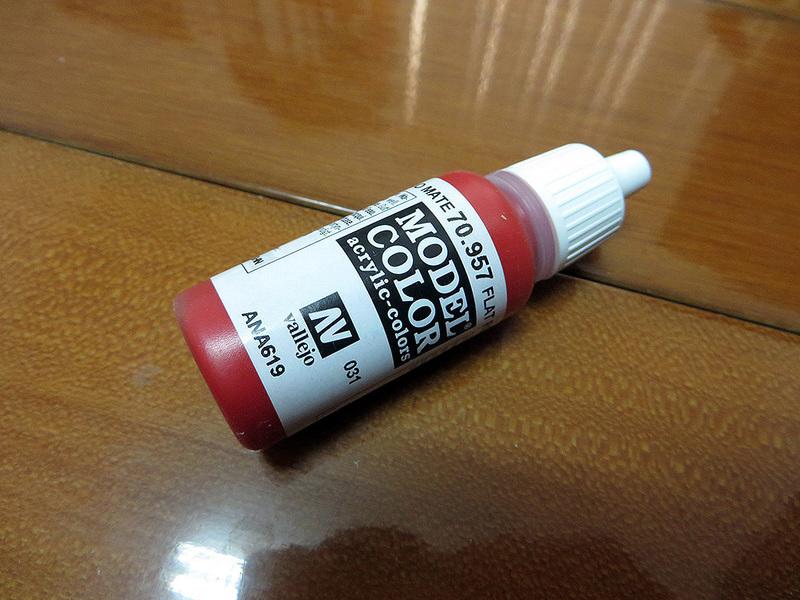 MATE 70.957 FLAT
MODEL
COLOR
acrylic-colors
AV
vallejo
031
ANA619